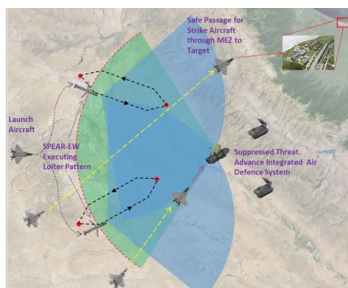 Safe Passage for
Strike Aircraft
through MEZ to
Target
Launch
Aircraft
SPEAR-EW
Executing
Loiter Pattern
Suppressed Threat
Advance Integrated Air
Defence System